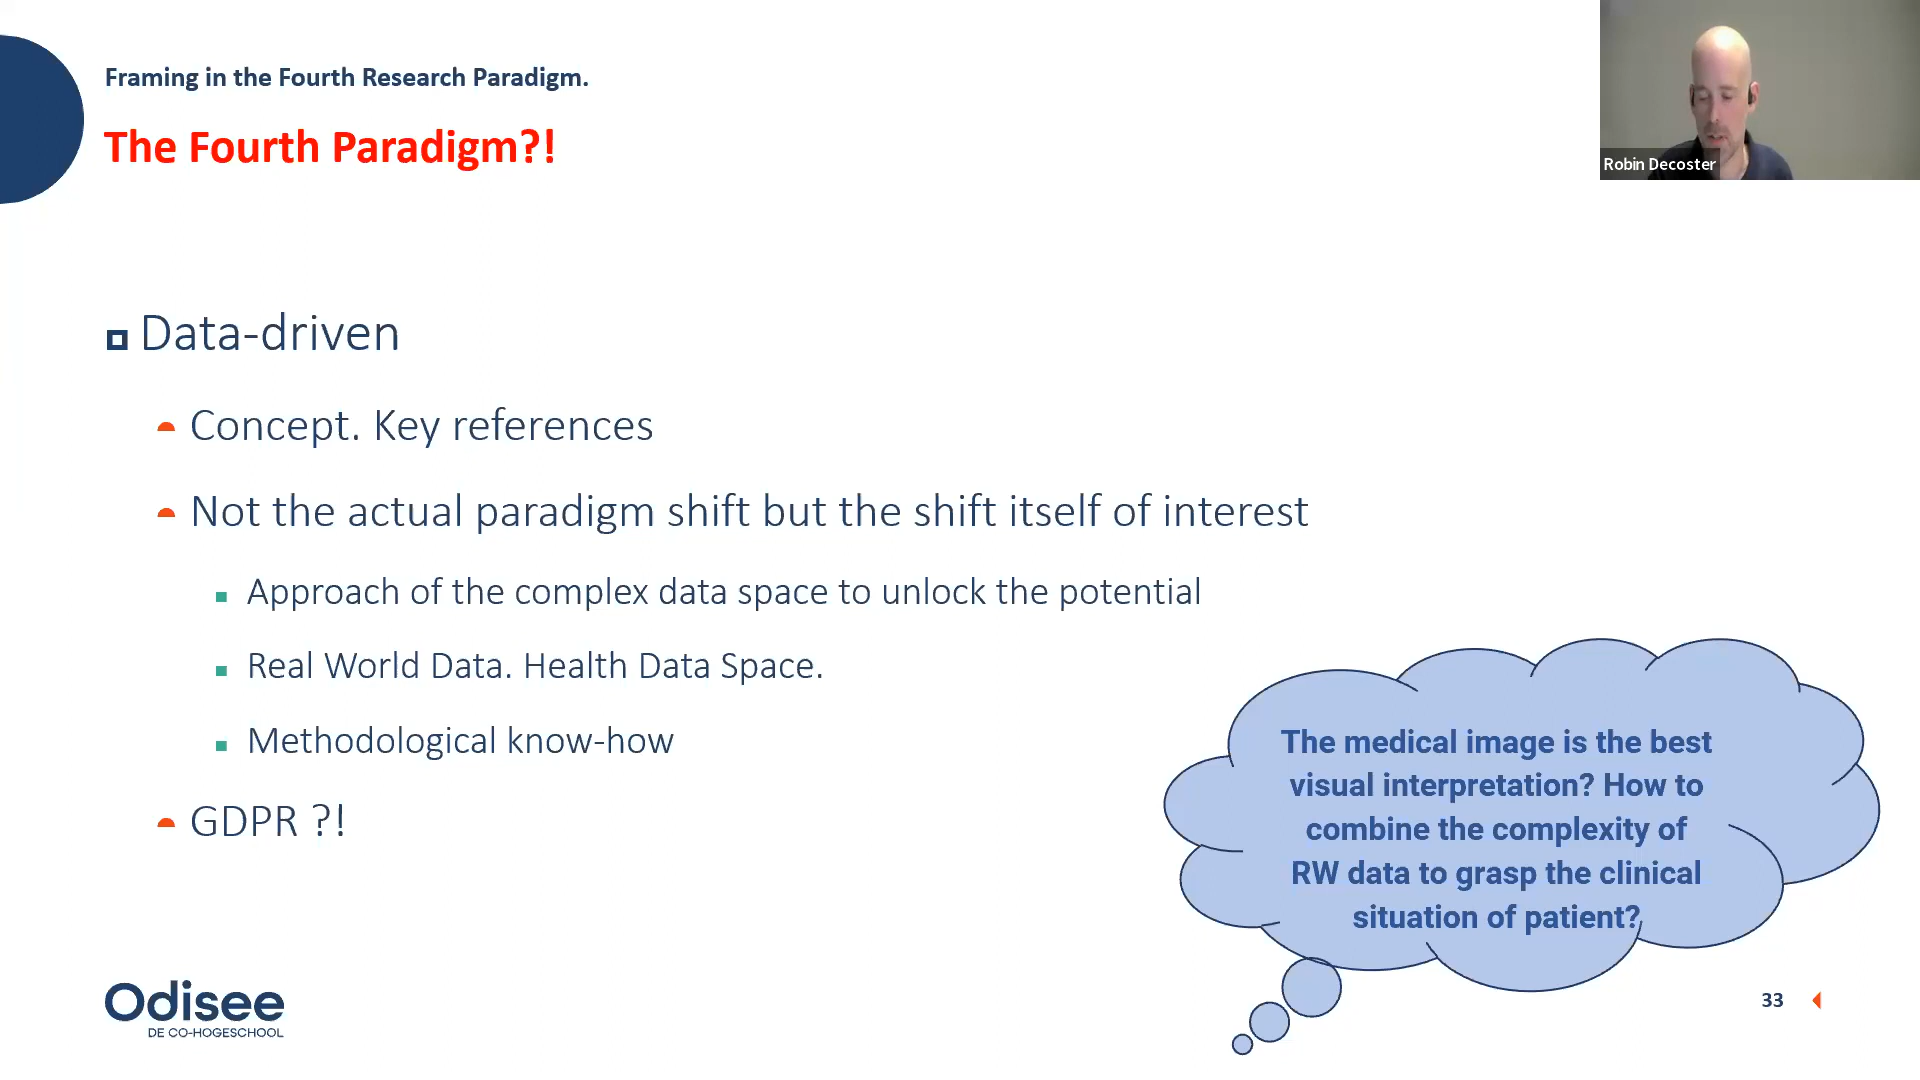 Framing in the Fourth Research Paradigm.
The Fourth Paradigm?!
Robin Decoster
Data-driven
Concept. Key references
Not the actual paradigm shift but the shift itself of interest
Approach of the complex data space to unlock the potential
Real World Data. Health Data Space.
Methodological know-how
GDPR ?!
The medical image is the best
visual interpretation? How to
combine the complexity of
RW data to grasp the clinical
situation of patient?
Odisee
DE CO-HOGESCHOOL
33